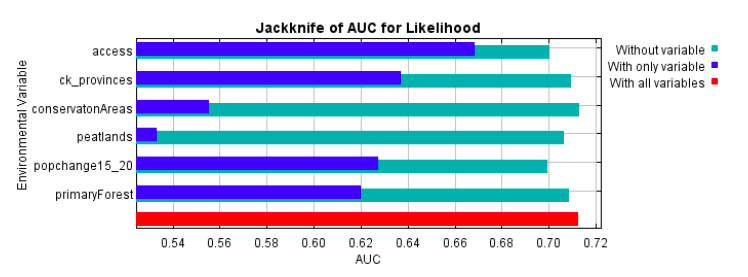 Jackknife of AUC for Likelihood
Environmental Variable
access
ck_provinces
conservatonAreas
peatlands
popchange15_20
primaryForest
0.54 0.56 0.58 0.60 0.62 0.64 0.66 0.68 0.70 0.72
AUC
Without variable
With only variable
With all variables